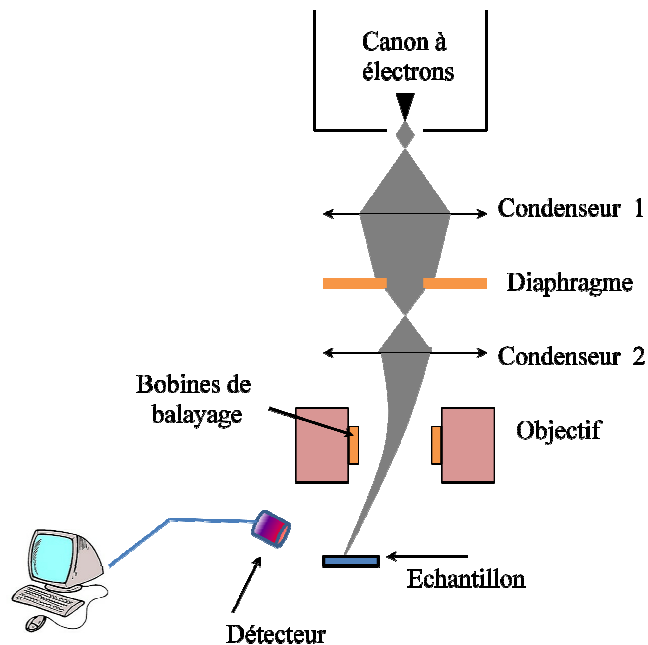 Canon à
électrons
Condenseur 1
Diaphragme
Condenseur 2
Bobines de
balayage
Objectif
Echantillon
Détecteur